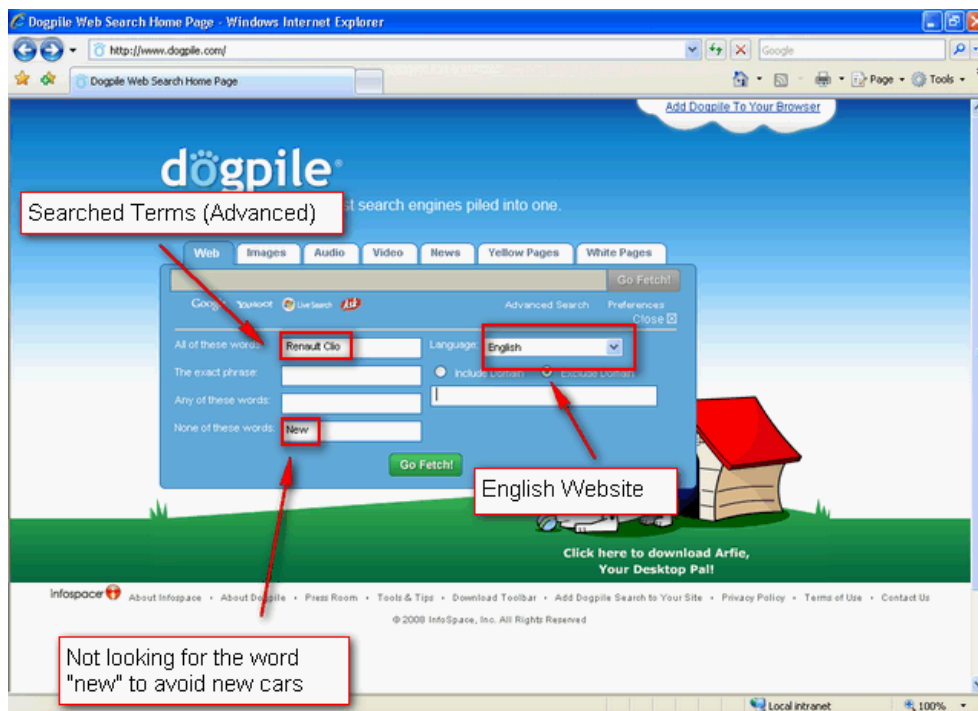 Dogpile Web Search Home Page - Windows Internet Explorer
http://www.dogpile.com/
Google
Dogpile Web Search Home Page
Page
Tools
Add Dogpile To Your Browser
dögpile
Searched Terms (Advanced)
search engines piled into one.
Web Images Audio Video News Yellow Pages White Pages
Go Fetch!
Google Yahoo! Live Search Ask
Advanced Search Preferences
Close
All of these words: Renault Clio
Language: English
The exact phrase:
Include Domain Exclude Domain
Any of these words:
None of these words: New
Go Fetch!
English Website
Click here to download Arfie,
Your Desktop Pal!
Infospace About Infospace • About Dogpile • Press Room • Tools & Tips • Download Toolbar • Add Dogpile Search to Your Site • Privacy Policy • Terms of Use • Contact Us
© 2008 InfoSpace, Inc. All Rights Reserved
Not looking for the word
"new" to avoid new cars
Local intranet
100%